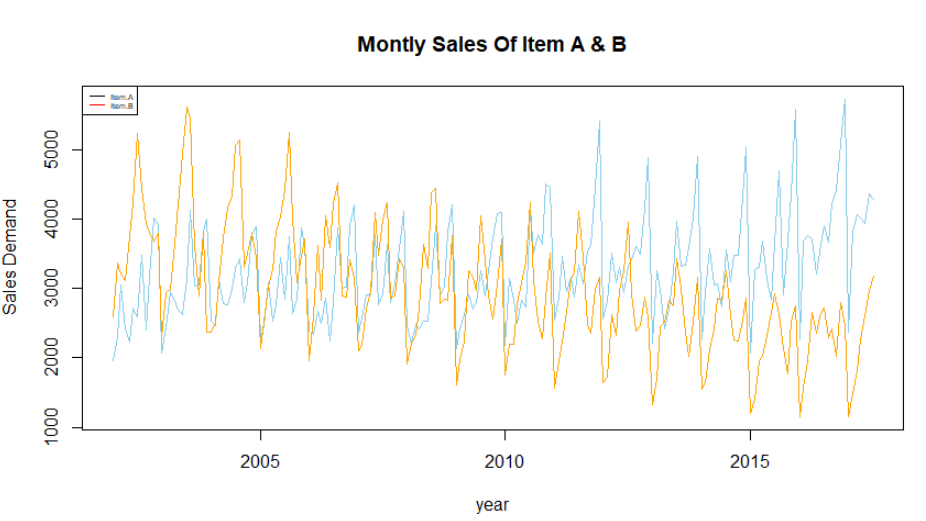 Montly Sales Of Item A & B
Item.A
Item.B
Sales Demand
5000
4000
3000
2000
1000
2005
2010
2015
year